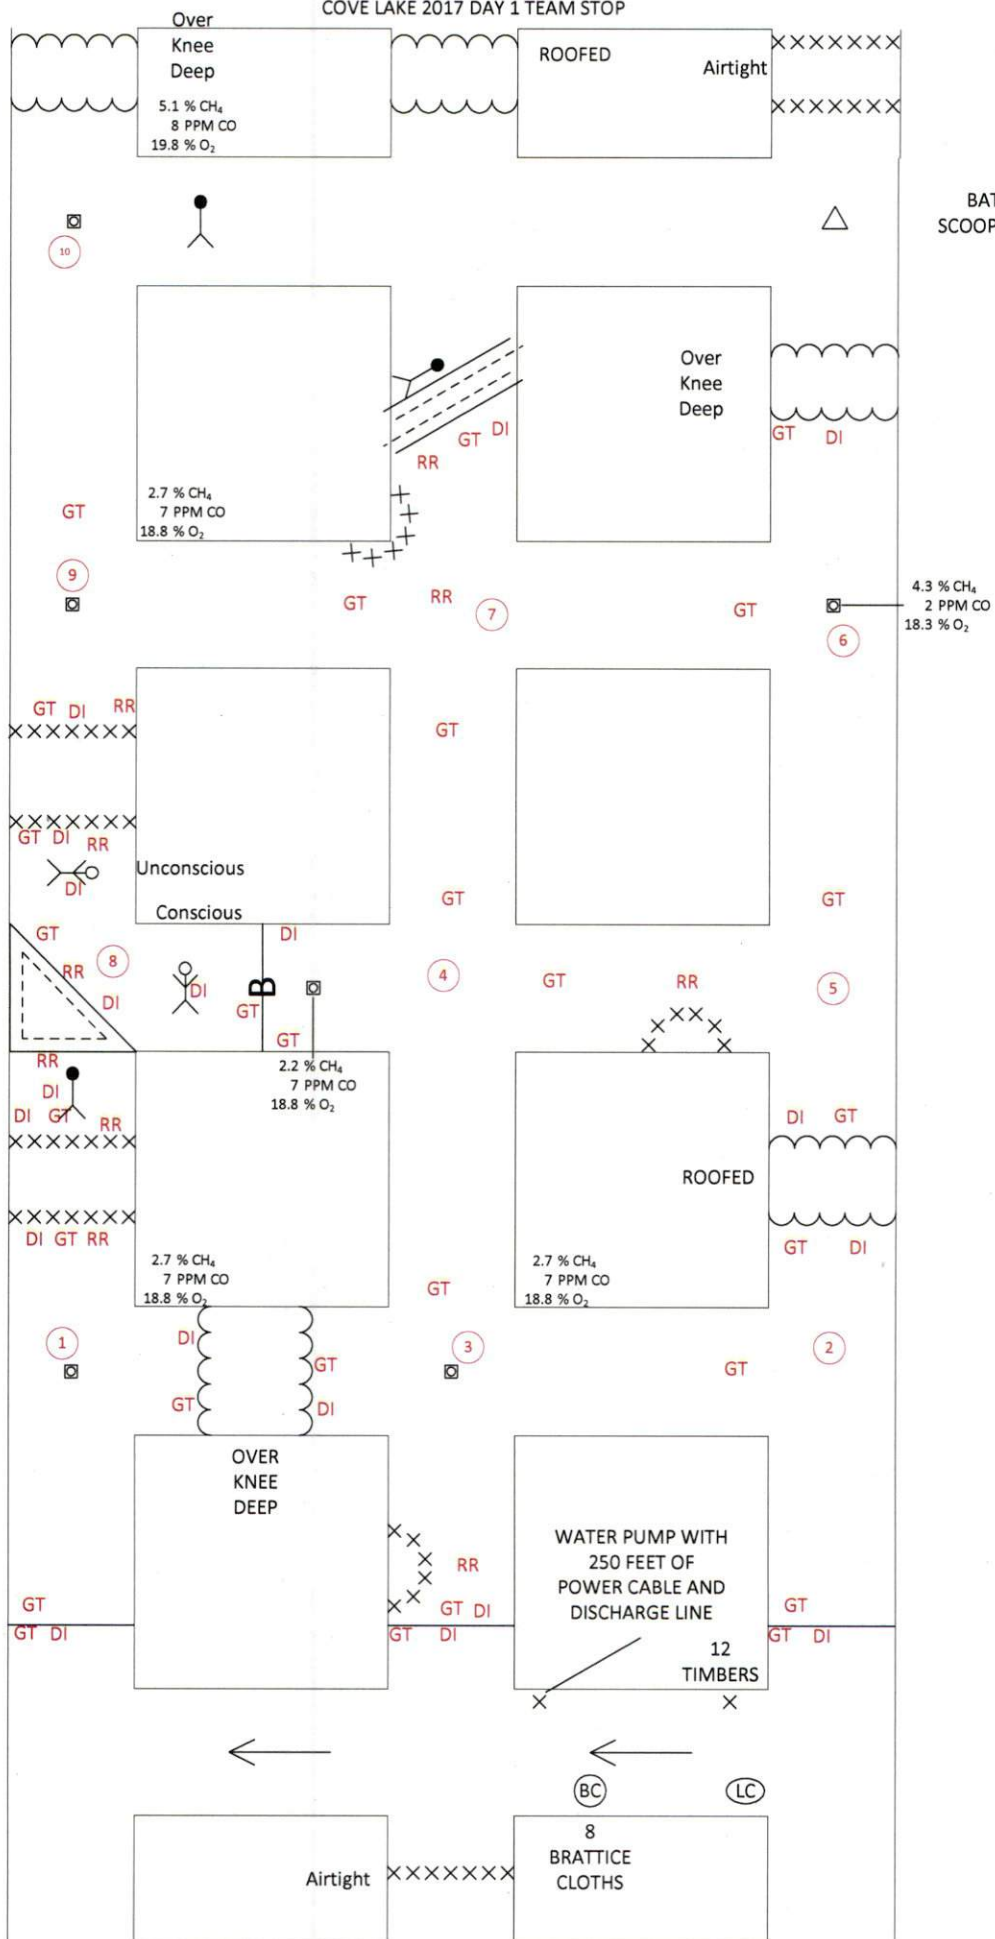 COVE LAKE 2017 DAY 1 TEAM STOP
Over
Knee
Deep
ROOFED
Airtight
5.1 % CH₄
8 PPM CO
19.8 % O₂
10
BAT
SCOOP
Over
Knee
Deep
GT DI
GT DI
RR
2.7 % CH₄
7 PPM CO
18.8 % O₂
GT
9
GT
RR
7
GT
4.3 % CH₄
2 PPM CO
18.3 % O₂
6
GT DI RR
GT
GT DI RR
Unconscious
DI
GT
GT
Conscious
GT
DI
8
RR
DI
DI
B
GT
4
GT
RR
5
GT
RR
2.2 % CH₄
7 PPM CO
18.8 % O₂
DI
DI GT
RR
DI GT
ROOFED
DI GT RR
GT DI
2.7 % CH₄
7 PPM CO
18.8 % O₂
GT
2.7 % CH₄
7 PPM CO
18.8 % O₂
1
DI
3
2
GT
GT
GT
DI
OVER
KNEE
DEEP
WATER PUMP WITH
250 FEET OF
POWER CABLE AND
DISCHARGE LINE
RR
GT
GT DI
GT
GT DI
GT DI
GT DI
12
TIMBERS
BC
LC
8
BRATTICE
CLOTHS
Airtight